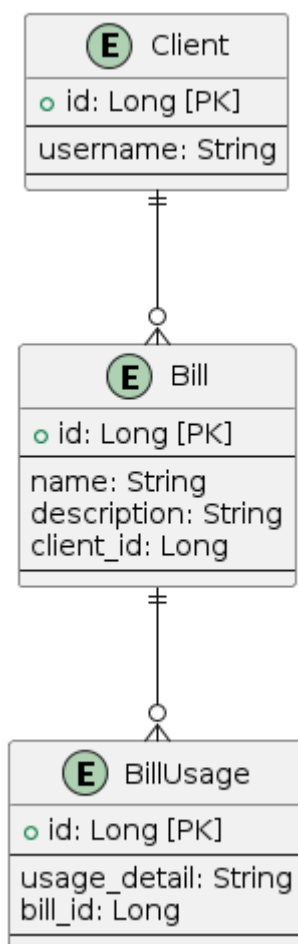 E Client
id: Long [PK]
username: String
E Bill
id: Long [PK]
name: String
description: String
client_id: Long
E BillUsage
id: Long [PK]
usage_detail: String
bill_id: Long